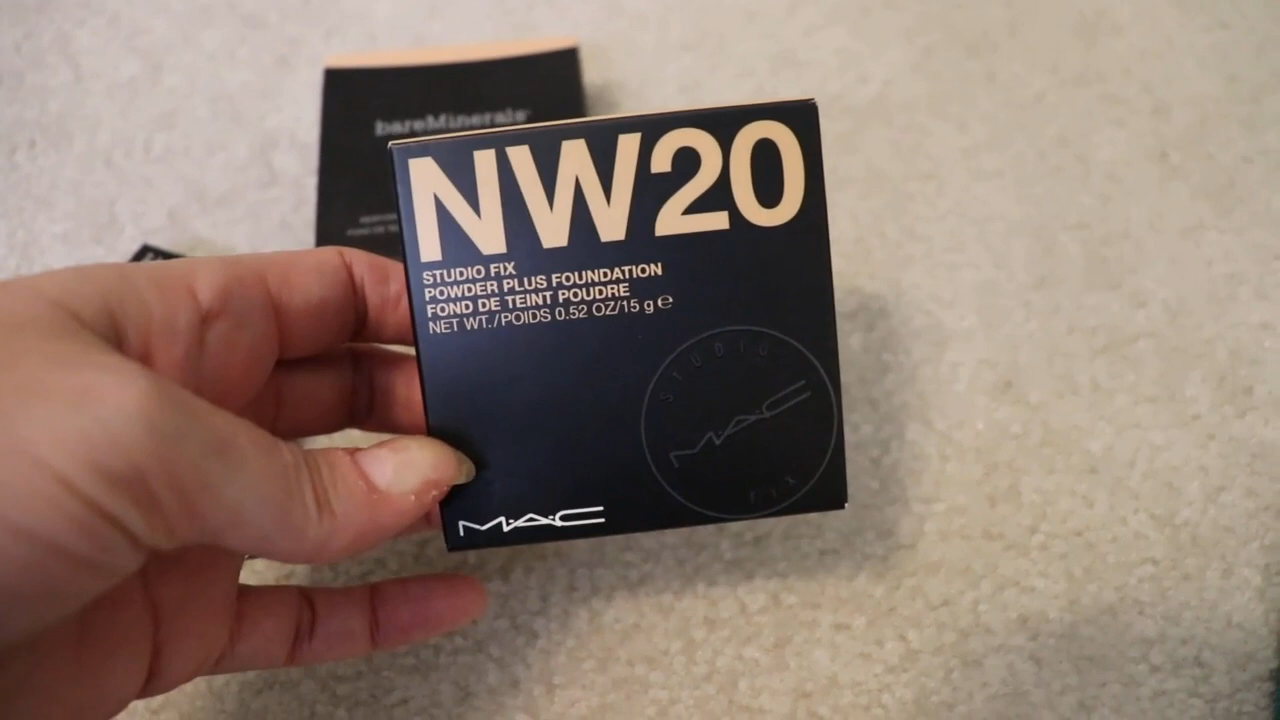 bareMinerals
NW20
STUDIO FIX
POWDER PLUS FOUNDATION
FOND DE TEINT POUDRE
NET WT./POIDS 0.52 OZ/15 g e
STUDIO
MAC
FIX
M·A·C